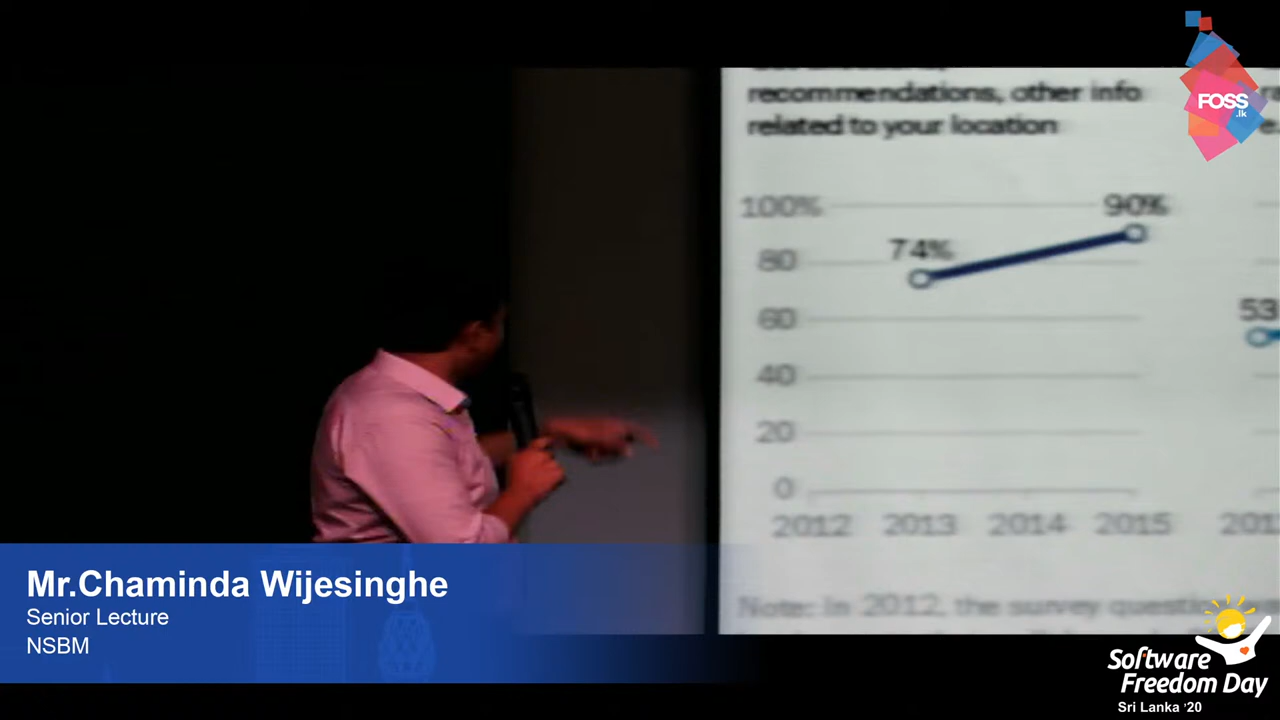 recommendations, other info
related to your location
100%
90%
74%
80
60
53
40
20
0
2012 2013 2014 2015 201
Note: In 2012, the survey
FOSS
.lk
Mr.Chaminda Wijesinghe
Senior Lecture
NSBM
Software
Freedom Day
Sri Lanka '20